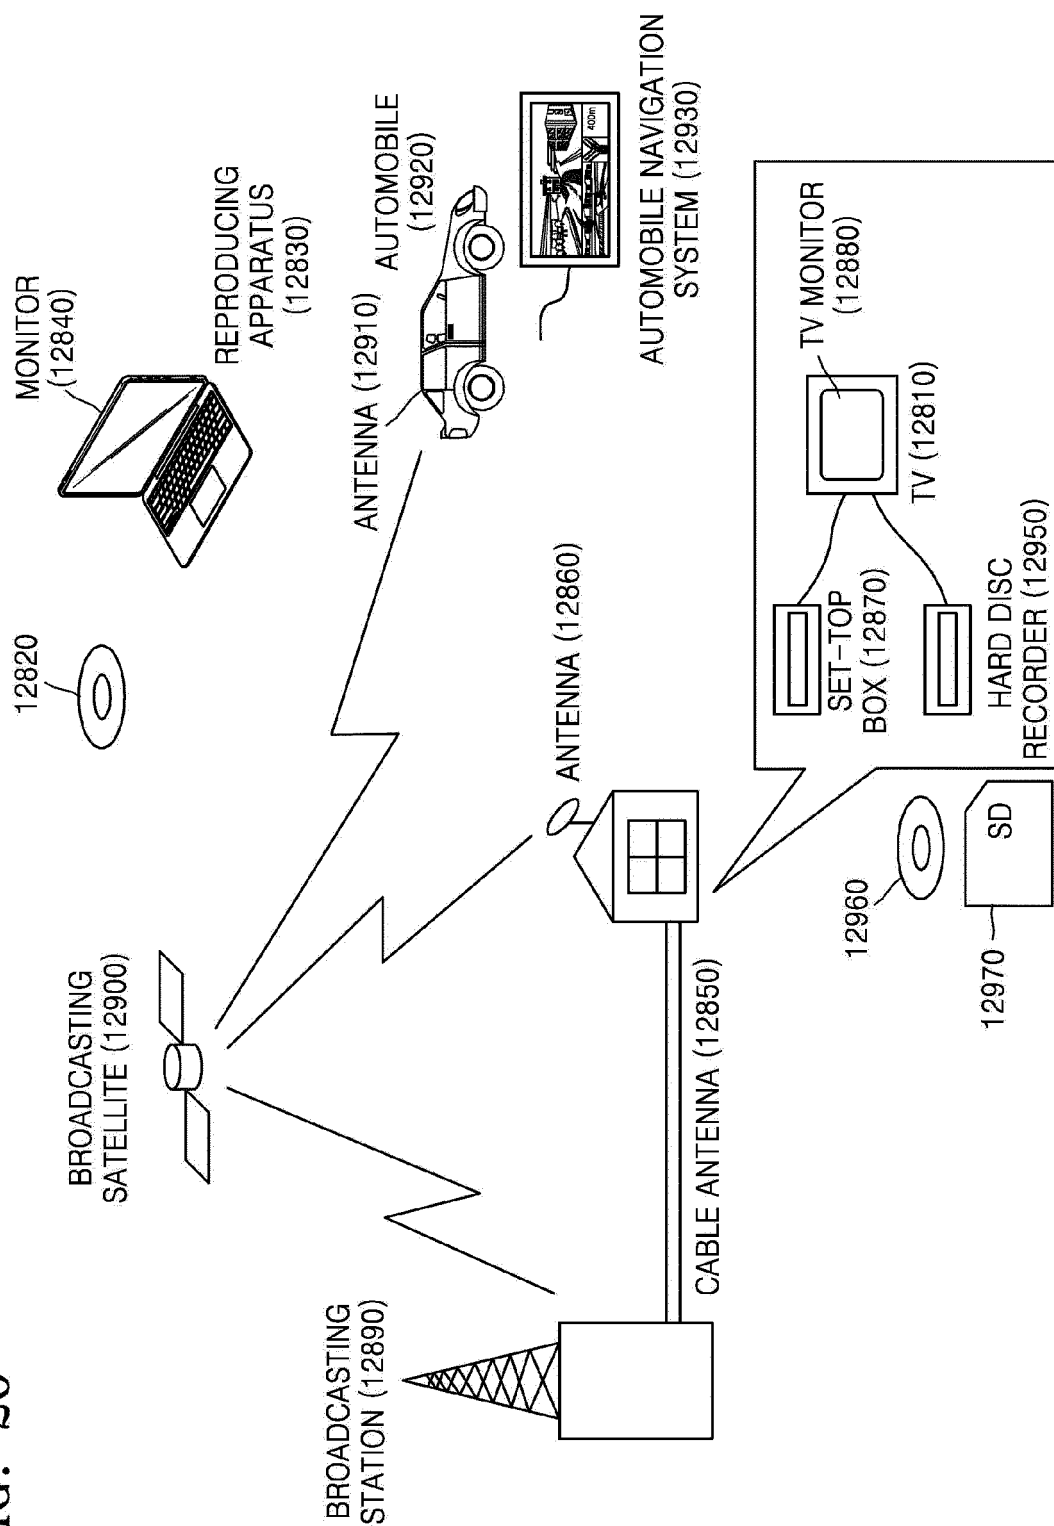 12820
MONITOR
(12840)
BROADCASTING
SATELLITE (12900)
REPRODUCING
APPARATUS
(12830)
BROADCASTING
STATION (12890)
ANTENNA (12910)
AUTOMOBILE
(12920)
ANTENNA (12860)
400m
AUTOMOBILE NAVIGATION
SYSTEM (12930)
CABLE ANTENNA (12850)
TV MONITOR
(12880)
SET-TOP
BOX (12870)
TV (12810)
12960
HARD DISC
RECORDER (12950)
12970
SD